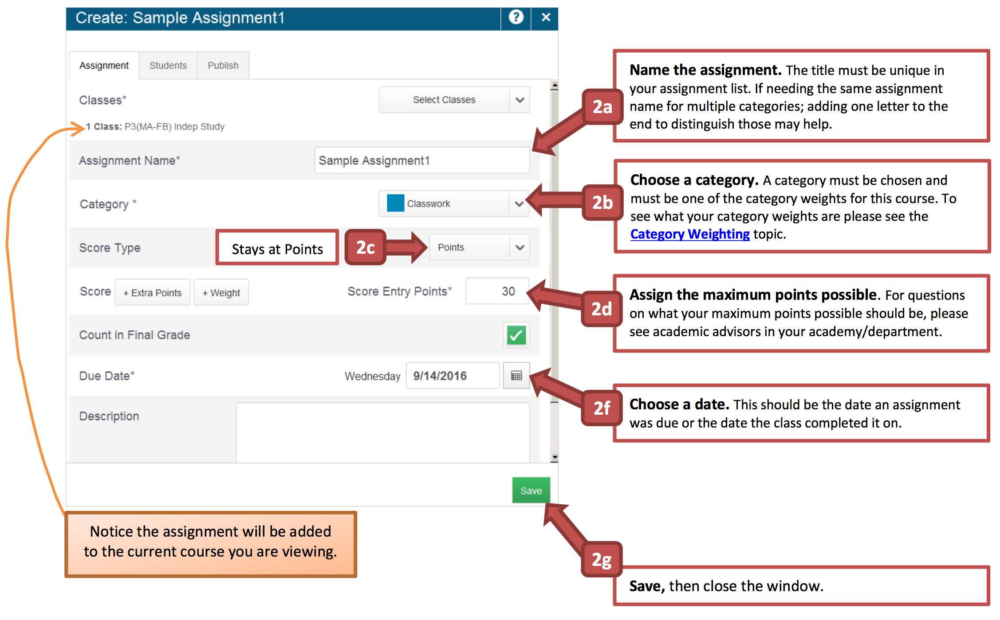 Create: Sample Assignment1
?
×
Assignment
Students
Publish
Classes*
Select Classes
1 Class: P3(MA-FB) Indep Study
Assignment Name*
Sample Assignment1
Category *
Classwork
Score Type
Stays at Points
2c
Points
Score
+ Extra Points
+ Weight
Score Entry Points*
30
Count in Final Grade
Due Date*
Wednesday
9/14/2016
Description
Save
Notice the assignment will be added
to the current course you are viewing.
2a
Name the assignment. The title must be unique in
your assignment list. If needing the same assignment
name for multiple categories; adding one letter to the
end to distinguish those may help.
2b
Choose a category. A category must be chosen and
must be one of the category weights for this course. To
see what your category weights are please see the
Category Weighting topic.
2d
Assign the maximum points possible. For questions
on what your maximum points possible should be, please
see academic advisors in your academy/department.
2f
Choose a date. This should be the date an assignment
was due or the date the class completed it on.
2g
Save, then close the window.